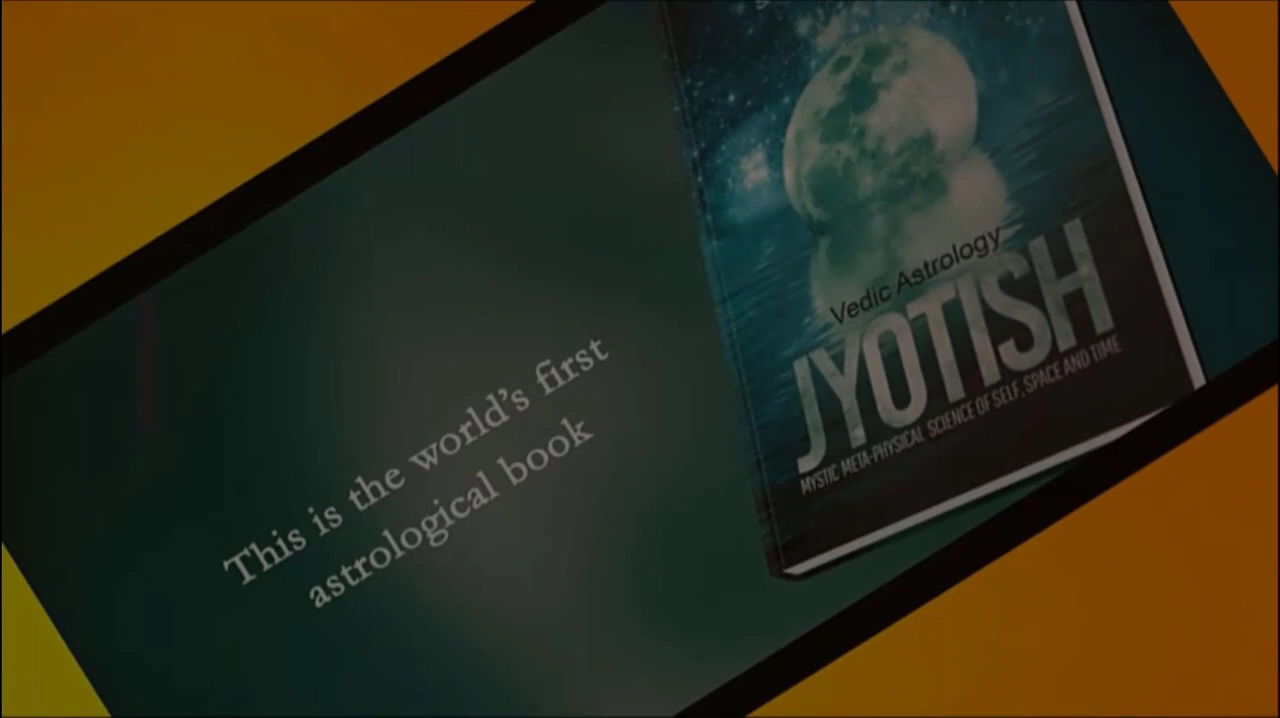 This is the world's first
astrological book
Vedic Astrology
JYOTISH
MYSTIC META-PHYSICAL SCIENCE OF SELF, SPACE AND TIME